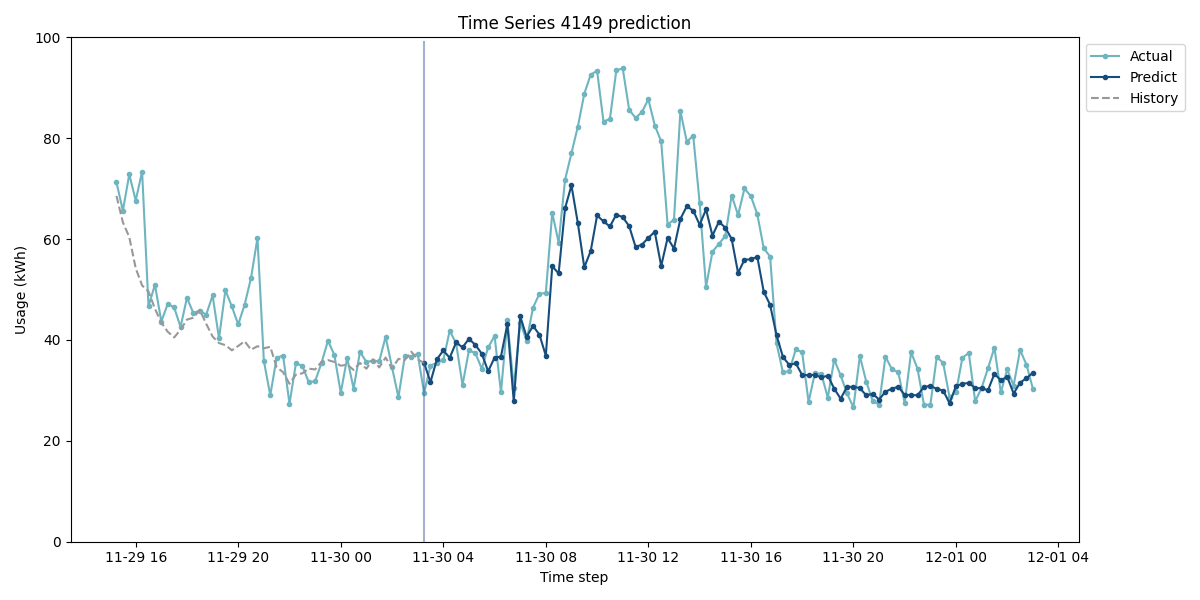 Time Series 4149 prediction
Actual
Predict
History
Usage (kWh)
100
80
60
40
20
0
11-29 16 11-29 20 11-30 00 11-30 04 11-30 08 11-30 12 11-30 16 11-30 20 12-01 00 12-01 04
Time step